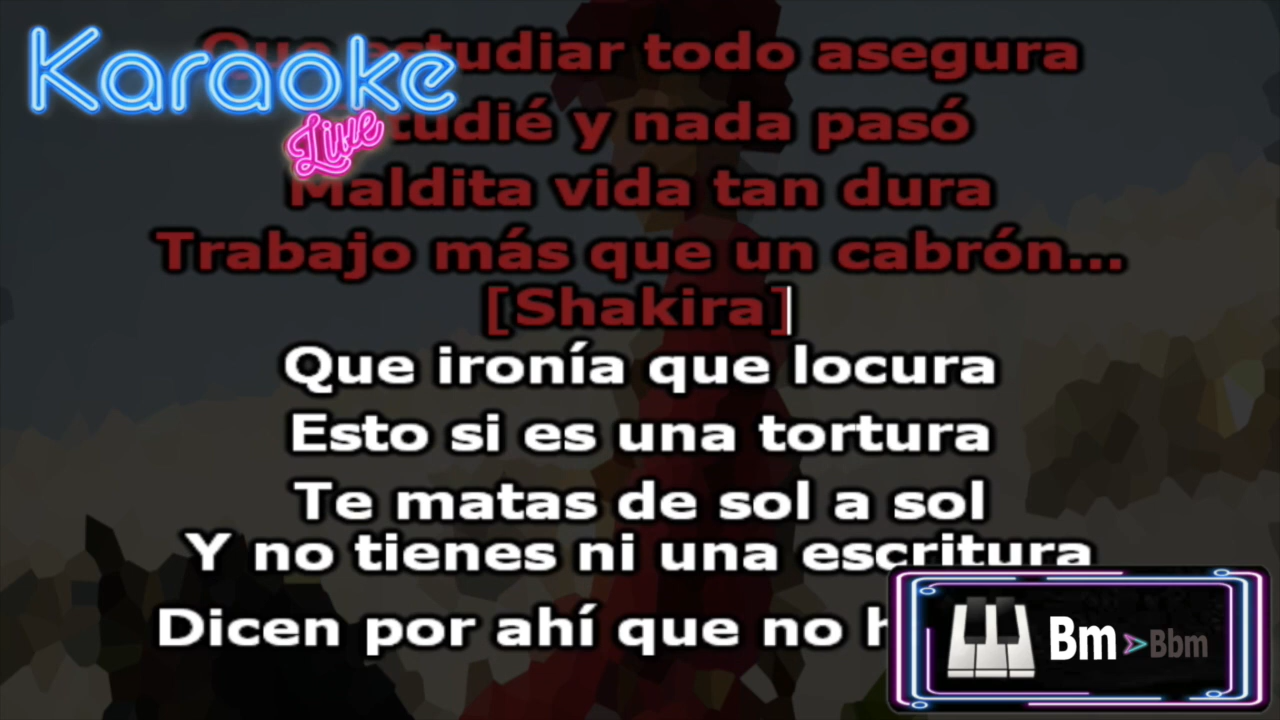 Karaoke
Live
Que estudiar todo asegura
tudié y nada pasó
Maldita vida tan dura
Trabajo más que un cabrón...
[Shakira]
Que ironía que locura
Esto si es una tortura
Te matas de sol a sol
Y no tienes ni una escritura
Dicen por ahí que no h
Bm > Bbm